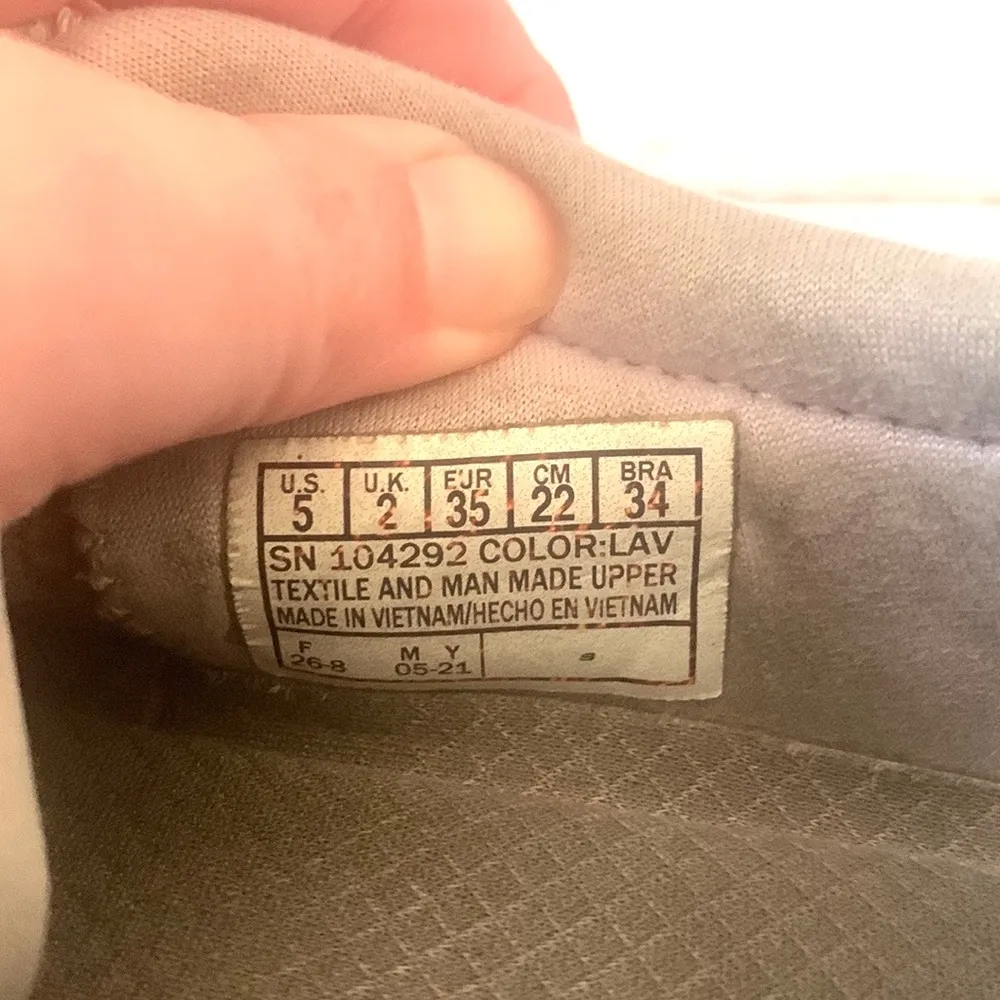 U.S. U.K. EUR CM BRA
5 2 35 22 34
SN 104292 COLOR:LAV
TEXTILE AND MAN MADE UPPER
MADE IN VIETNAM/HECHO EN VIETNAM
F M Y
26-8 05-21